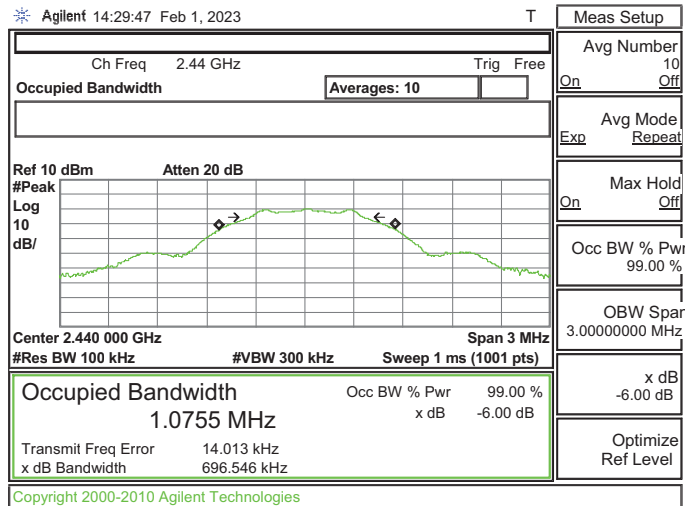 Agilent 14:29:47 Feb 1, 2023 T
Meas Setup
Ch Freq 2.44 GHz Trig Free
Occupied Bandwidth Averages: 10
Ref 10 dBm Atten 20 dB
#Peak
Log
10
dB/
Center 2.440 000 GHz Span 3 MHz
#Res BW 100 kHz #VBW 300 kHz Sweep 1 ms (1001 pts)
Occupied Bandwidth Occ BW % Pwr 99.00 %
1.0755 MHz x dB -6.00 dB
Transmit Freq Error 14.013 kHz
x dB Bandwidth 696.546 kHz
Avg Number
10
On Off
Avg Mode
Exp Repeat
Max Hold
On Off
Occ BW % Pwr
99.00 %
OBW Span
3.00000000 MHz
x dB
-6.00 dB
Optimize
Ref Level
Copyright 2000-2010 Agilent Technologies